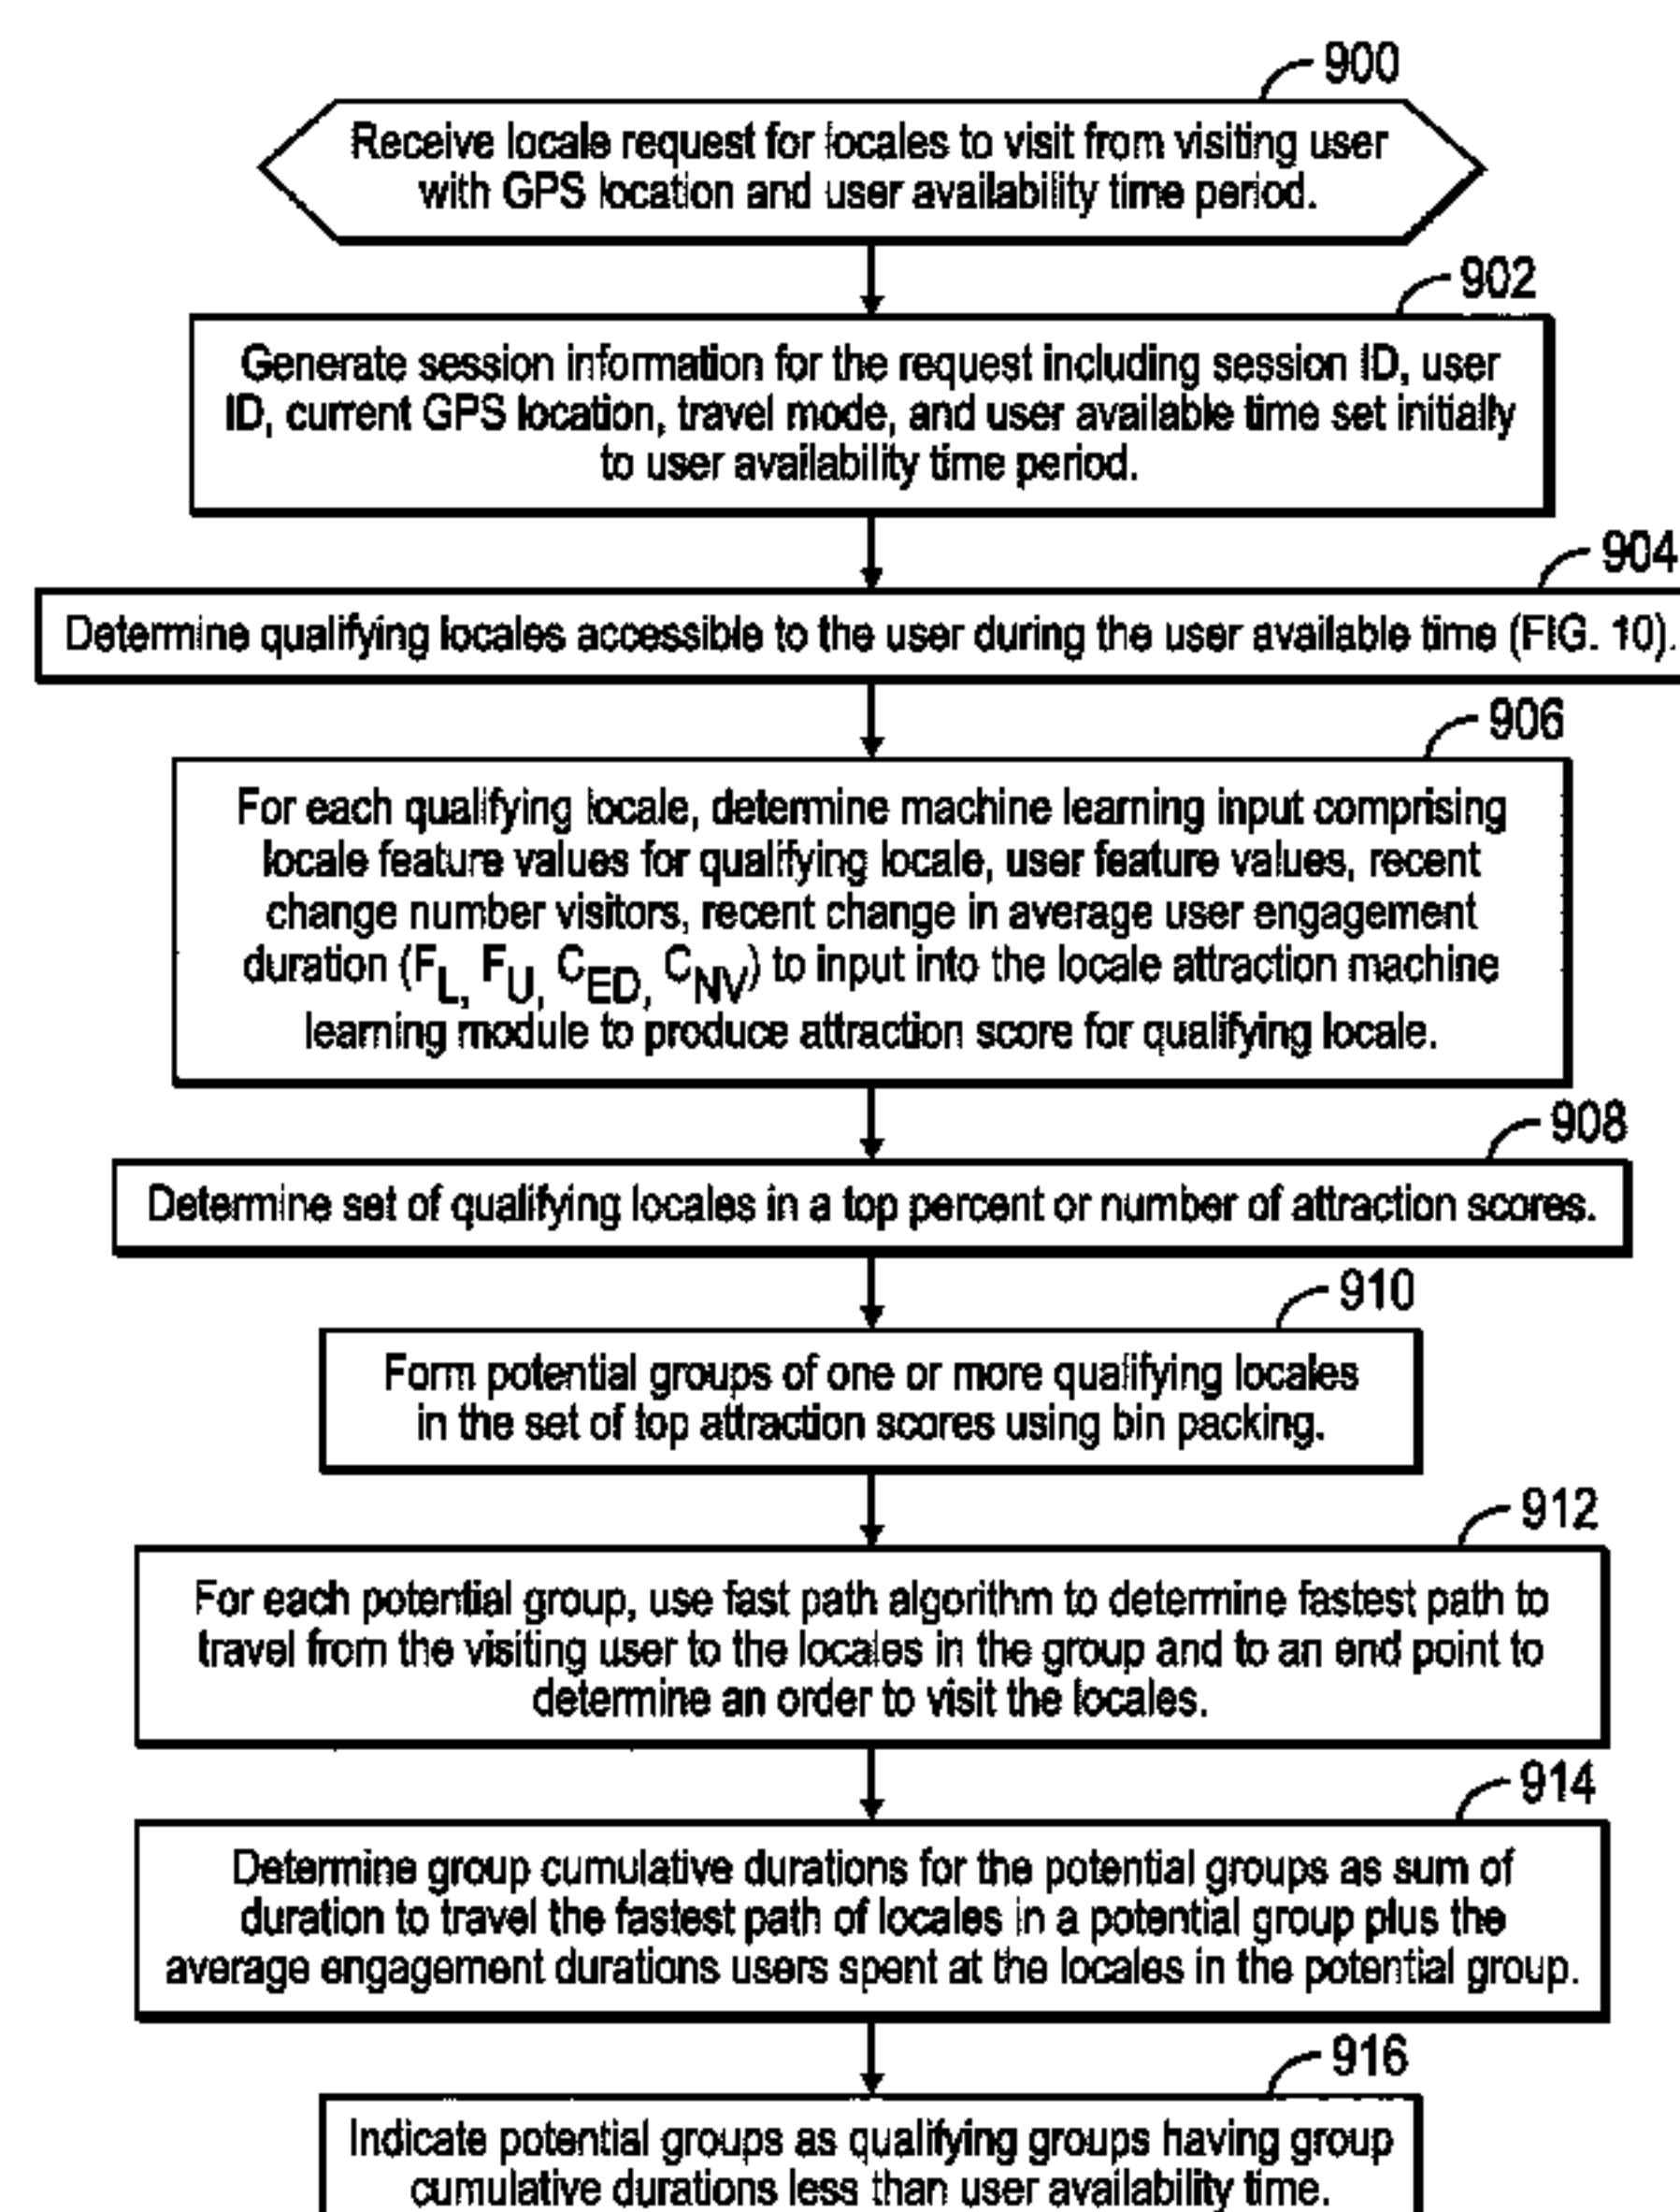 900
Receive locale request for locales to visit from visiting user
with GPS location and user availability time period.
902
Generate session information for the request including session ID, user
ID, current GPS location, travel mode, and user available time set initially
to user availability time period.
904
Determine qualifying locales accessible to the user during the user available time (FIG. 10).
906
For each qualifying locale, determine machine learning input comprising
locale feature values for qualifying locale, user feature values, recent
change number visitors, recent change in average user engagement
duration (F_L, F_U, C_ED, C_NV) to input into the locale attraction machine
learning module to produce attraction score for qualifying locale.
908
Determine set of qualifying locales in a top percent or number of attraction scores.
910
Form potential groups of one or more qualifying locales
in the set of top attraction scores using bin packing.
912
For each potential group, use fast path algorithm to determine fastest path to
travel from the visiting user to the locales in the group and to an end point to
determine an order to visit the locales.
914
Determine group cumulative durations for the potential groups as sum of
duration to travel the fastest path of locales in a potential group plus the
average engagement durations users spent at the locales in the potential group.
916
Indicate potential groups as qualifying groups having group
cumulative durations less than user availability time.